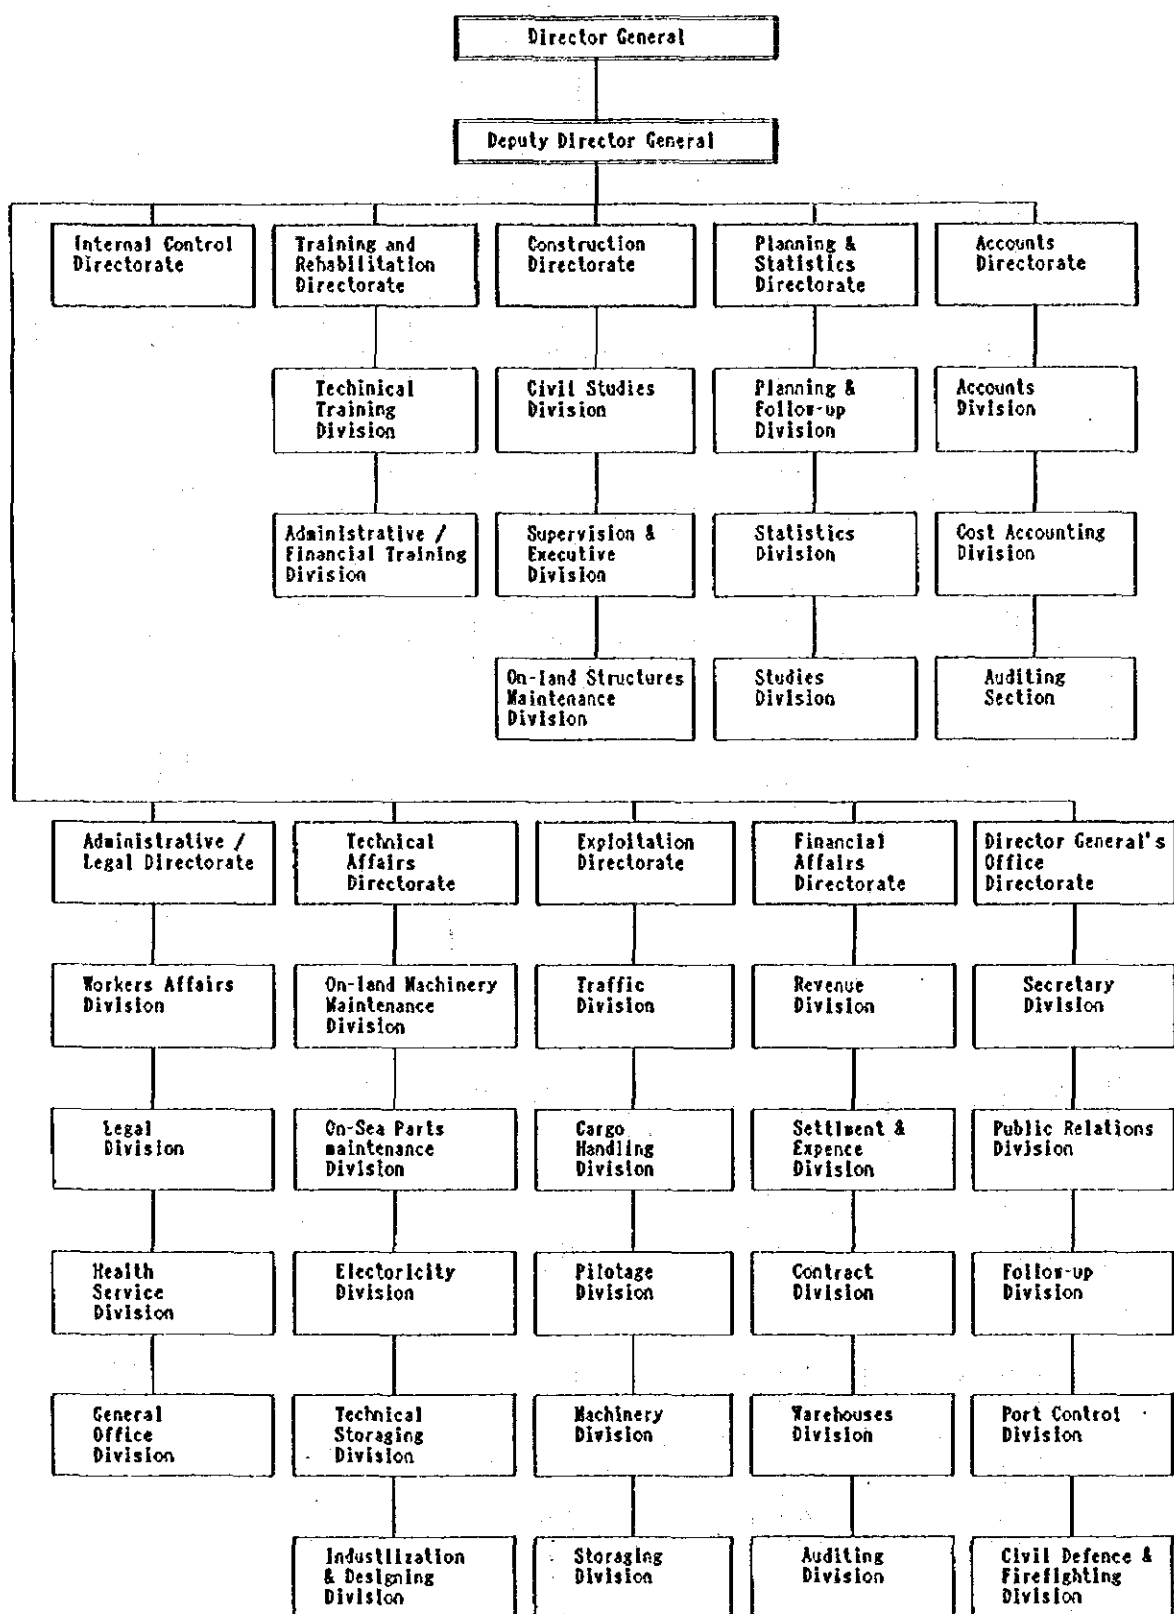 Director General
Deputy Director General
Internal Control
Directorate
Training and
Rehabilitation
Directorate
Construction
Directorate
Planning &
Statistics
Directorate
Accounts
Directorate
Techinical
Training
Division
Civil Studies
Division
Planning &
Follow-up
Division
Accounts
Division
Administrative /
Financial Training
Division
Supervision &
Executive
Division
Statistics
Division
Cost Accounting
Division
On-land Structures
Maintenance
Division
Studies
Division
Auditing
Section
Administrative /
Legal Directorate
Technical
Affairs
Directorate
Exploitation
Directorate
Financial
Affairs
Directorate
Director General's
Office
Directorate
Workers Affairs
Division
On-land Machinery
Maintenance
Division
Traffic
Division
Revenue
Division
Secretary
Division
Legal
Division
On-Sea Parts
maintenance
Division
Cargo
Handling
Division
Settlment &
Expence
Division
Public Relations
Division
Health
Service
Division
Electoricity
Division
Pilotage
Division
Contract
Division
Follow-up
Division
General
Office
Division
Technical
Storaging
Division
Machinery
Division
Warehouses
Division
Port Control
Division
Industlization
& Designing
Division
Storaging
Division
Auditing
Division
Civil Defence &
Firefighting
Division